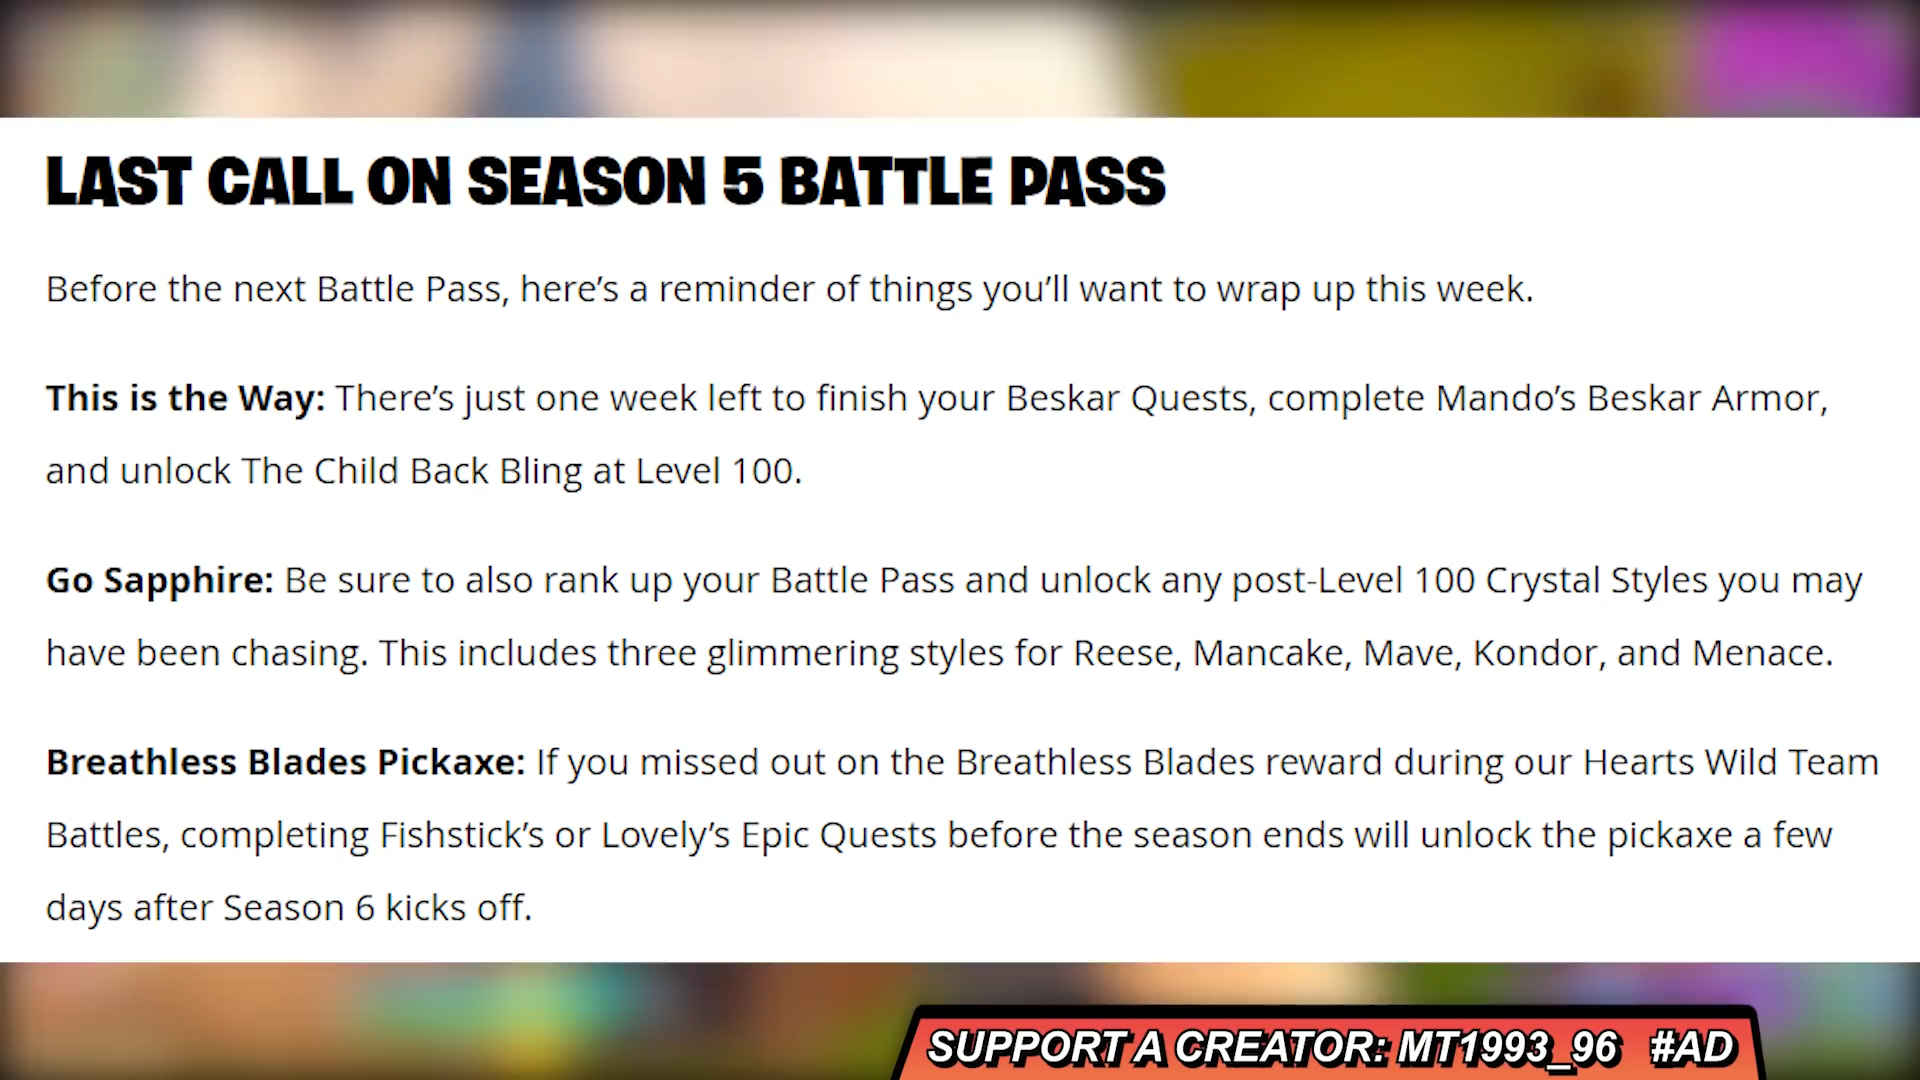 LAST CALL ON SEASON 5 BATTLE PASS
Before the next Battle Pass, here’s a reminder of things you’ll want to wrap up this week.
This is the Way: There’s just one week left to finish your Beskar Quests, complete Mando’s Beskar Armor,
and unlock The Child Back Bling at Level 100.
Go Sapphire: Be sure to also rank up your Battle Pass and unlock any post-Level 100 Crystal Styles you may
have been chasing. This includes three glimmering styles for Reese, Mancake, Mave, Kondor, and Menace.
Breathless Blades Pickaxe: If you missed out on the Breathless Blades reward during our Hearts Wild Team
Battles, completing Fishstick’s or Lovely’s Epic Quests before the season ends will unlock the pickaxe a few
days after Season 6 kicks off.
SUPPORT A CREATOR: MT1993_96 #AD